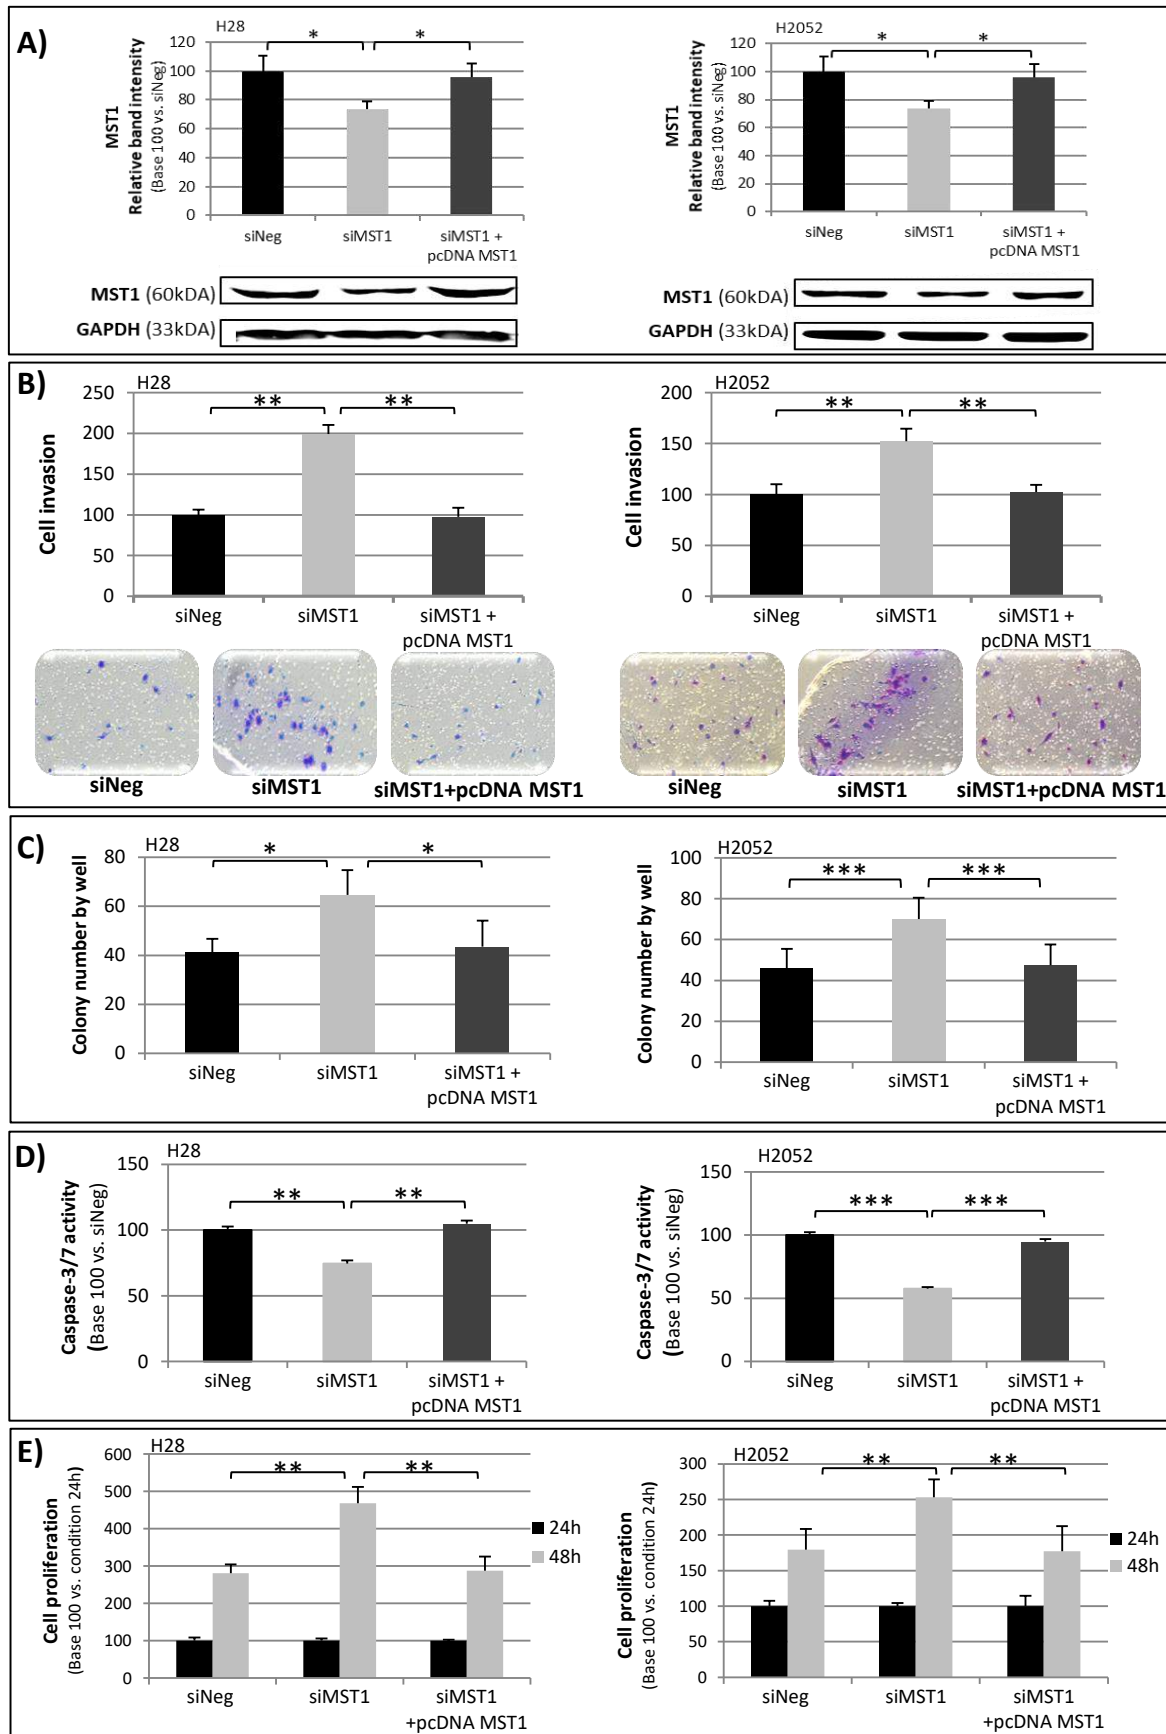 A)
H28
MST1
Relative band intensity
(Base 100 vs. siNeg)
120
100
80
60
40
20
0
*
*
siNeg
siMST1
siMST1 +
pcDNA MST1
MST1 (60kDA)
GAPDH (33kDA)
H2052
MST1
Relative band intensity
(Base 100 vs. siNeg)
120
100
80
60
40
20
0
*
*
siNeg
siMST1
siMST1 +
pcDNA MST1
MST1 (60kDA)
GAPDH (33kDA)
B)
H28
Cell invasion
250
200
150
100
50
0
**
**
siNeg
siMST1
siMST1 +
pcDNA MST1
siNeg
siMST1
siMST1+pcDNA MST1
H2052
Cell invasion
200
150
100
50
0
**
**
siNeg
siMST1
siMST1 +
pcDNA MST1
siNeg
siMST1
siMST1+pcDNA MST1
C)
H28
Colony number by well
80
60
40
20
0
*
*
siNeg
siMST1
siMST1 +
pcDNA MST1
H2052
Colony number by well
100
80
60
40
20
0
***
***
siNeg
siMST1
siMST1 +
pcDNA MST1
D)
H28
Caspase-3/7 activity
(Base 100 vs. siNeg)
150
100
50
0
**
**
siNeg
siMST1
siMST1 +
pcDNA MST1
H2052
Caspase-3/7 activity
(Base 100 vs. siNeg)
150
100
50
0
***
***
siNeg
siMST1
siMST1 +
pcDNA MST1
E)
H28
Cell proliferation
(Base 100 vs. condition 24h)
600
500
400
300
200
100
0
**
**
24h
48h
siNeg
siMST1
siMST1
+pcDNA MST1
H2052
Cell proliferation
(Base 100 vs. condition 24h)
300
250
200
150
100
50
0
**
**
24h
48h
siNeg
siMST1
siMST1
+pcDNA MST1